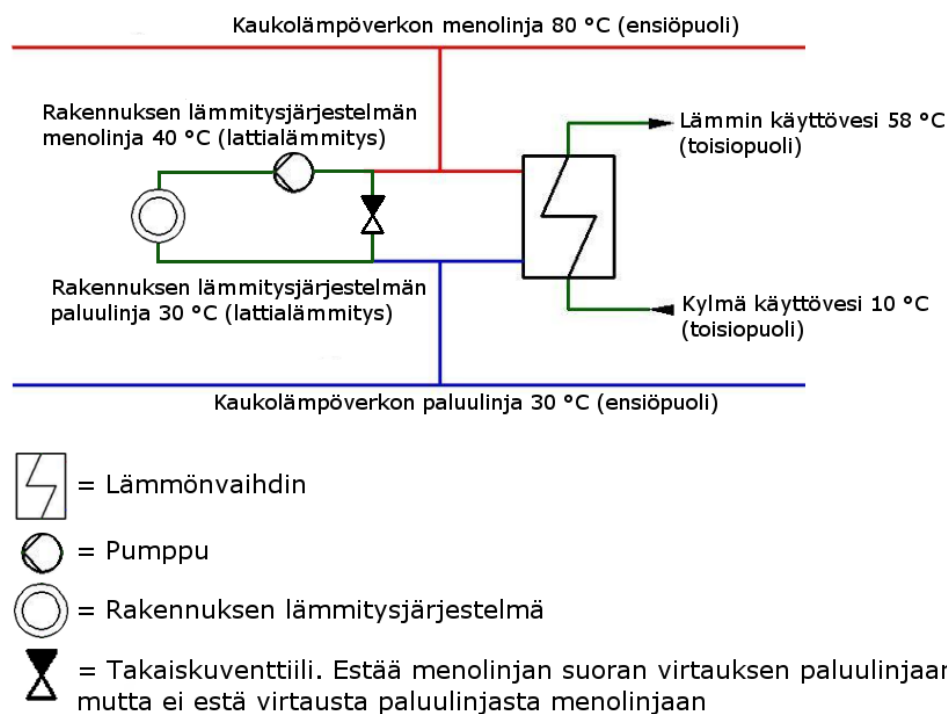 Kaukolämpöverkon menolinja 80 °C (ensiöpuoli)
Rakennuksen lämmitysjärjestelmän
menolinja 40 °C (lattialämmitys)
Lämmin käyttövesi 58 °C
(toisiopuoli)
Rakennuksen lämmitysjärjestelmän
paluulinja 30 °C (lattialämmitys)
Kylmä käyttövesi 10 °C
(toisiopuoli)
Kaukolämpöverkon paluulinja 30 °C (ensiöpuoli)
= Lämmönvaihdin
= Pumppu
= Rakennuksen lämmitysjärjestelmä
= Takaiskuventtiili. Estää menolinjan suoran virtauksen paluulinjaan
mutta ei estä virtausta paluulinjasta menolinjaan